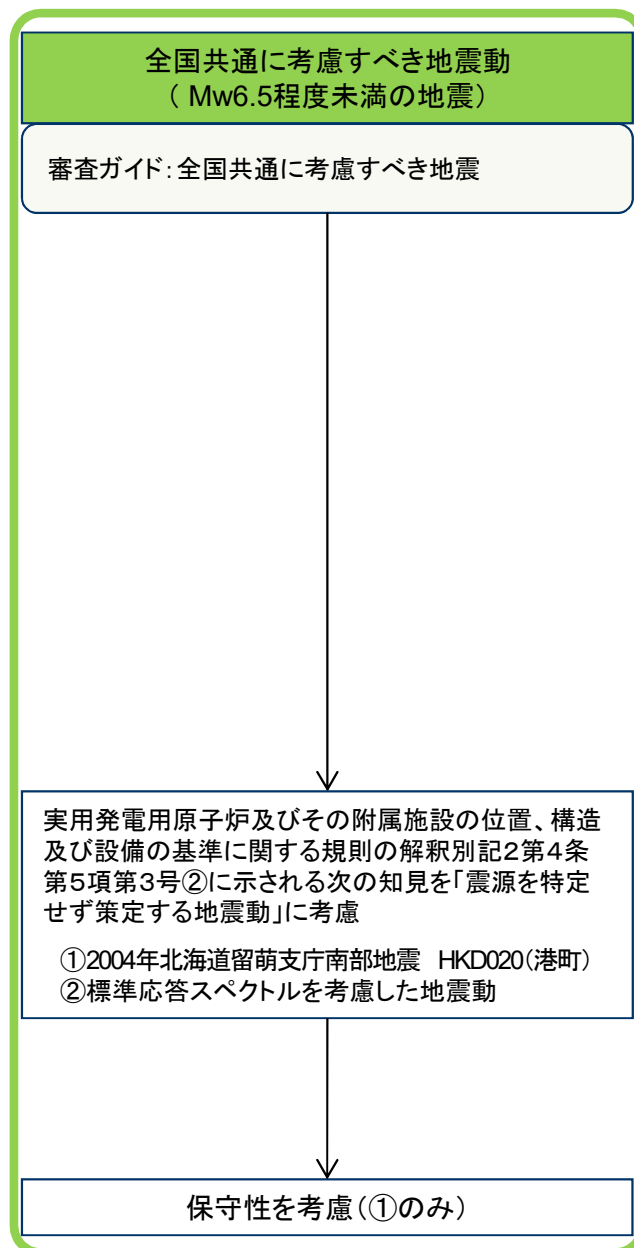 全国共通に考慮すべき地震動
( Mw6.5程度未満の地震)
審査ガイド:全国共通に考慮すべき地震
実用発電用原子炉及びその附属施設の位置、構造
及び設備の基準に関する規則の解釈別記2第4条
第5項第3号②に示される次の知見を「震源を特定
せず策定する地震動」に考慮
①2004年北海道留萌支庁南部地震 HKD020(港町)
②標準応答スペクトルを考慮した地震動
保守性を考慮(①のみ)